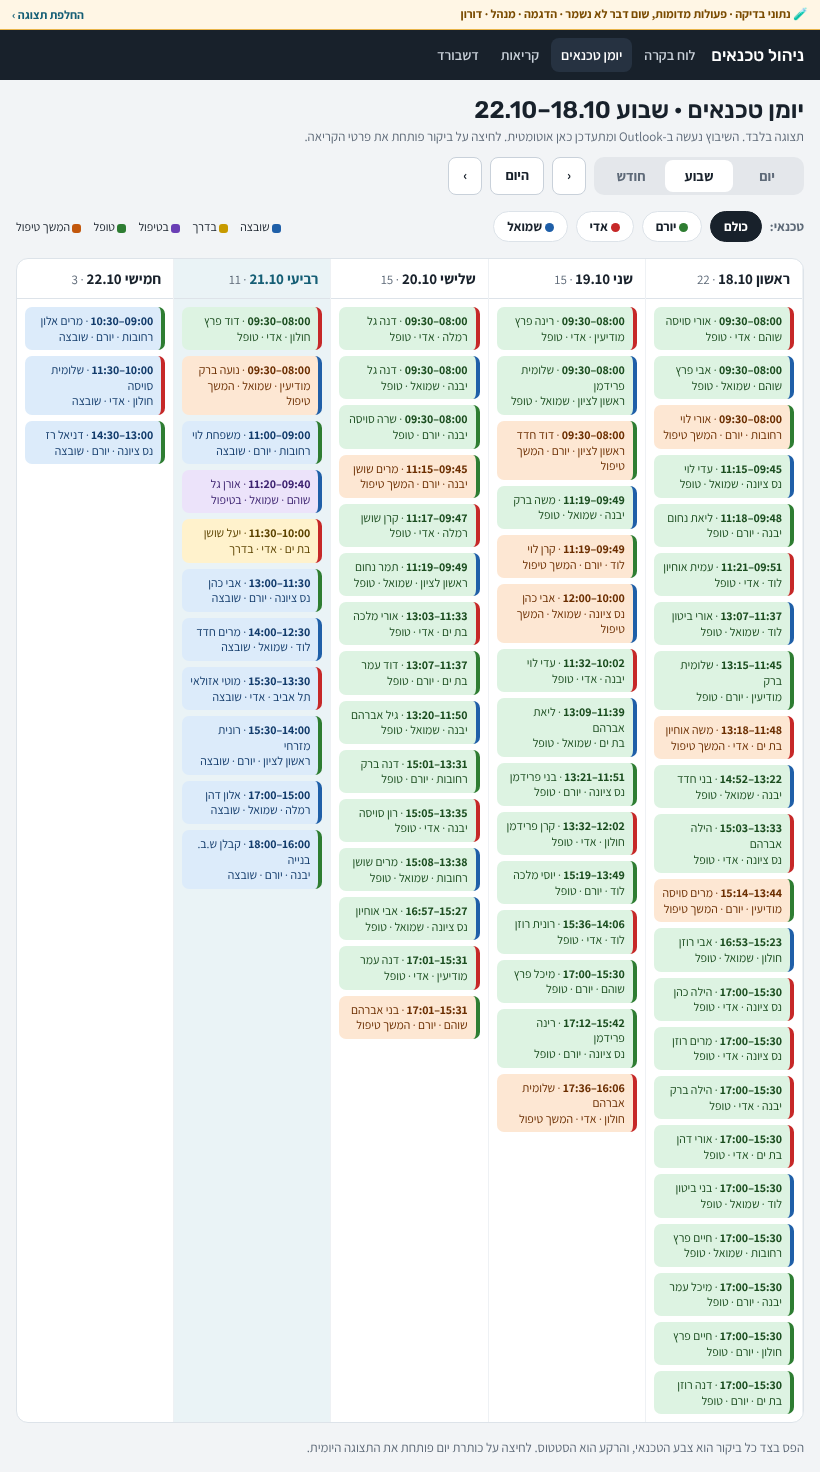 🧪 נתוני בדיקה · פעולות מדומות, שום דבר לא נשמר · הדגמה · מנהל · דורון
החלפת תצוגה ›
ניהול טכנאים
לוח בקרה
יומן טכנאים
קריאות
דשבורד
יומן טכנאים • שבוע 18.10–22.10
תצוגה בלבד. השיבוץ נעשה ב-Outlook ומתעדכן כאן אוטומטית. לחיצה על ביקור פותחת את פרטי הקריאה.
יום
שבוע
חודש
‹
היום
›
טכנאי:
כולם
יורם
אדי
שמואל
שובצה
בדרך
בטיפול
טופל
המשך טיפול
ראשון 18.10 · 22
08:00–09:30 · אורי סויסה
שוהם · אדי · טופל
08:00–09:30 · אבי פרץ
שוהם · שמואל · טופל
08:00–09:30 · אורי לוי
רחובות · יורם · המשך טיפול
09:45–11:15 · עדי לוי
נס ציונה · שמואל · טופל
09:48–11:18 · ליאת נחום
יבנה · יורם · טופל
09:51–11:21 · עמית אוחיון
לוד · אדי · טופל
11:37–13:07 · אורי ביטון
לוד · שמואל · טופל
11:45–13:15 · שלומית
ברק
מודיעין · יורם · טופל
11:48–13:18 · משה אוחיון
בת ים · אדי · המשך טיפול
13:22–14:52 · בני חדד
יבנה · שמואל · טופל
13:33–15:03 · הילה
אברהם
נס ציונה · אדי · טופל
13:44–15:14 · מרים סויסה
מודיעין · יורם · המשך טיפול
15:23–16:53 · אבי רוזן
חולון · שמואל · טופל
15:30–17:00 · הילה כהן
נס ציונה · אדי · טופל
15:30–17:00 · מרים רוזן
נס ציונה · אדי · טופל
15:30–17:00 · הילה ברק
יבנה · אדי · טופל
15:30–17:00 · אורי דהן
בת ים · אדי · טופל
15:30–17:00 · בני ביטון
לוד · שמואל · טופל
15:30–17:00 · חיים פרץ
רחובות · שמואל · טופל
15:30–17:00 · מיכל עמר
יבנה · יורם · טופל
15:30–17:00 · חיים פרץ
חולון · יורם · טופל
15:30–17:00 · דנה רוזן
בת ים · יורם · טופל
שני 19.10 · 15
08:00–09:30 · רינה פרץ
מודיעין · אדי · טופל
08:00–09:30 · שלומית
פרידמן
ראשון לציון · שמואל · טופל
08:00–09:30 · דוד חדד
ראשון לציון · יורם · המשך
טיפול
09:49–11:19 · משה ברק
יבנה · שמואל · טופל
09:49–11:19 · קרן לוי
לוד · יורם · המשך טיפול
10:00–12:00 · אבי כהן
נס ציונה · שמואל · המשך
טיפול
10:02–11:32 · עדי לוי
יבנה · אדי · טופל
11:39–13:09 · ליאת
אברהם
בת ים · שמואל · טופל
11:51–13:21 · בני פרידמן
נס ציונה · יורם · טופל
12:02–13:32 · קרן פרידמן
חולון · אדי · טופל
13:49–15:19 · יוסי מלכה
לוד · יורם · טופל
14:06–15:36 · רונית רוזן
לוד · אדי · טופל
15:30–17:00 · מיכל פרץ
שוהם · יורם · טופל
15:42–17:12 · רינה
פרידמן
נס ציונה · יורם · טופל
16:06–17:36 · שלומית
אברהם
חולון · אדי · המשך טיפול
שלישי 20.10 · 15
08:00–09:30 · דנה גל
רמלה · אדי · טופל
08:00–09:30 · דנה גל
יבנה · שמואל · טופל
08:00–09:30 · שרה סויסה
יבנה · יורם · טופל
09:45–11:15 · מרים ששון
יבנה · יורם · המשך טיפול
09:47–11:17 · קרן ששון
רמלה · אדי · טופל
09:49–11:19 · תמר נחום
ראשון לציון · שמואל · טופל
11:33–13:03 · אורי מלכה
בת ים · אדי · טופל
11:37–13:07 · דוד עמר
בת ים · יורם · טופל
11:50–13:20 · גיל אברהם
יבנה · שמואל · טופל
13:31–15:01 · דנה ברק
רחובות · יורם · טופל
13:35–15:05 · רון סויסה
יבנה · אדי · טופל
13:38–15:08 · מרים ששון
רחובות · שמואל · טופל
15:27–16:57 · אבי אוחיון
נס ציונה · שמואל · טופל
15:31–17:01 · דנה עמר
מודיעין · אדי · טופל
15:31–17:01 · בני אברהם
שוהם · יורם · המשך טיפול
רביעי 21.10 · 11
08:00–09:30 · דוד פרץ
חולון · אדי · טופל
08:00–09:30 · נועה ברק
מודיעין · שמואל · המשך
טיפול
09:00–11:00 · משפחת לוי
רחובות · יורם · שובצה
09:40–11:20 · אורן גל
שוהם · שמואל · בטיפול
10:00–11:30 · יעל ששון
בת ים · אדי · בדרך
11:30–13:00 · אבי כהן
נס ציונה · יורם · שובצה
12:30–14:00 · מרים חדד
לוד · שמואל · שובצה
13:30–15:30 · מוטי אזולאי
תל אביב · אדי · שובצה
14:00–15:30 · רונית
מזרחי
ראשון לציון · יורם · שובצה
15:00–17:00 · אלון דהן
רמלה · שמואל · שובצה
16:00–18:00 · קבלן ש.ב.
בנייה
יבנה · יורם · שובצה
חמישי 22.10 · 3
09:00–10:30 · מרים אלון
רחובות · יורם · שובצה
10:00–11:30 · שלומית
סויסה
חולון · אדי · שובצה
13:00–14:30 · דניאל רז
נס ציונה · יורם · שובצה
הפס בצד כל ביקור הוא צבע הטכנאי, והרקע הוא הסטטוס. לחיצה על כותרת יום פותחת את התצוגה היומית.